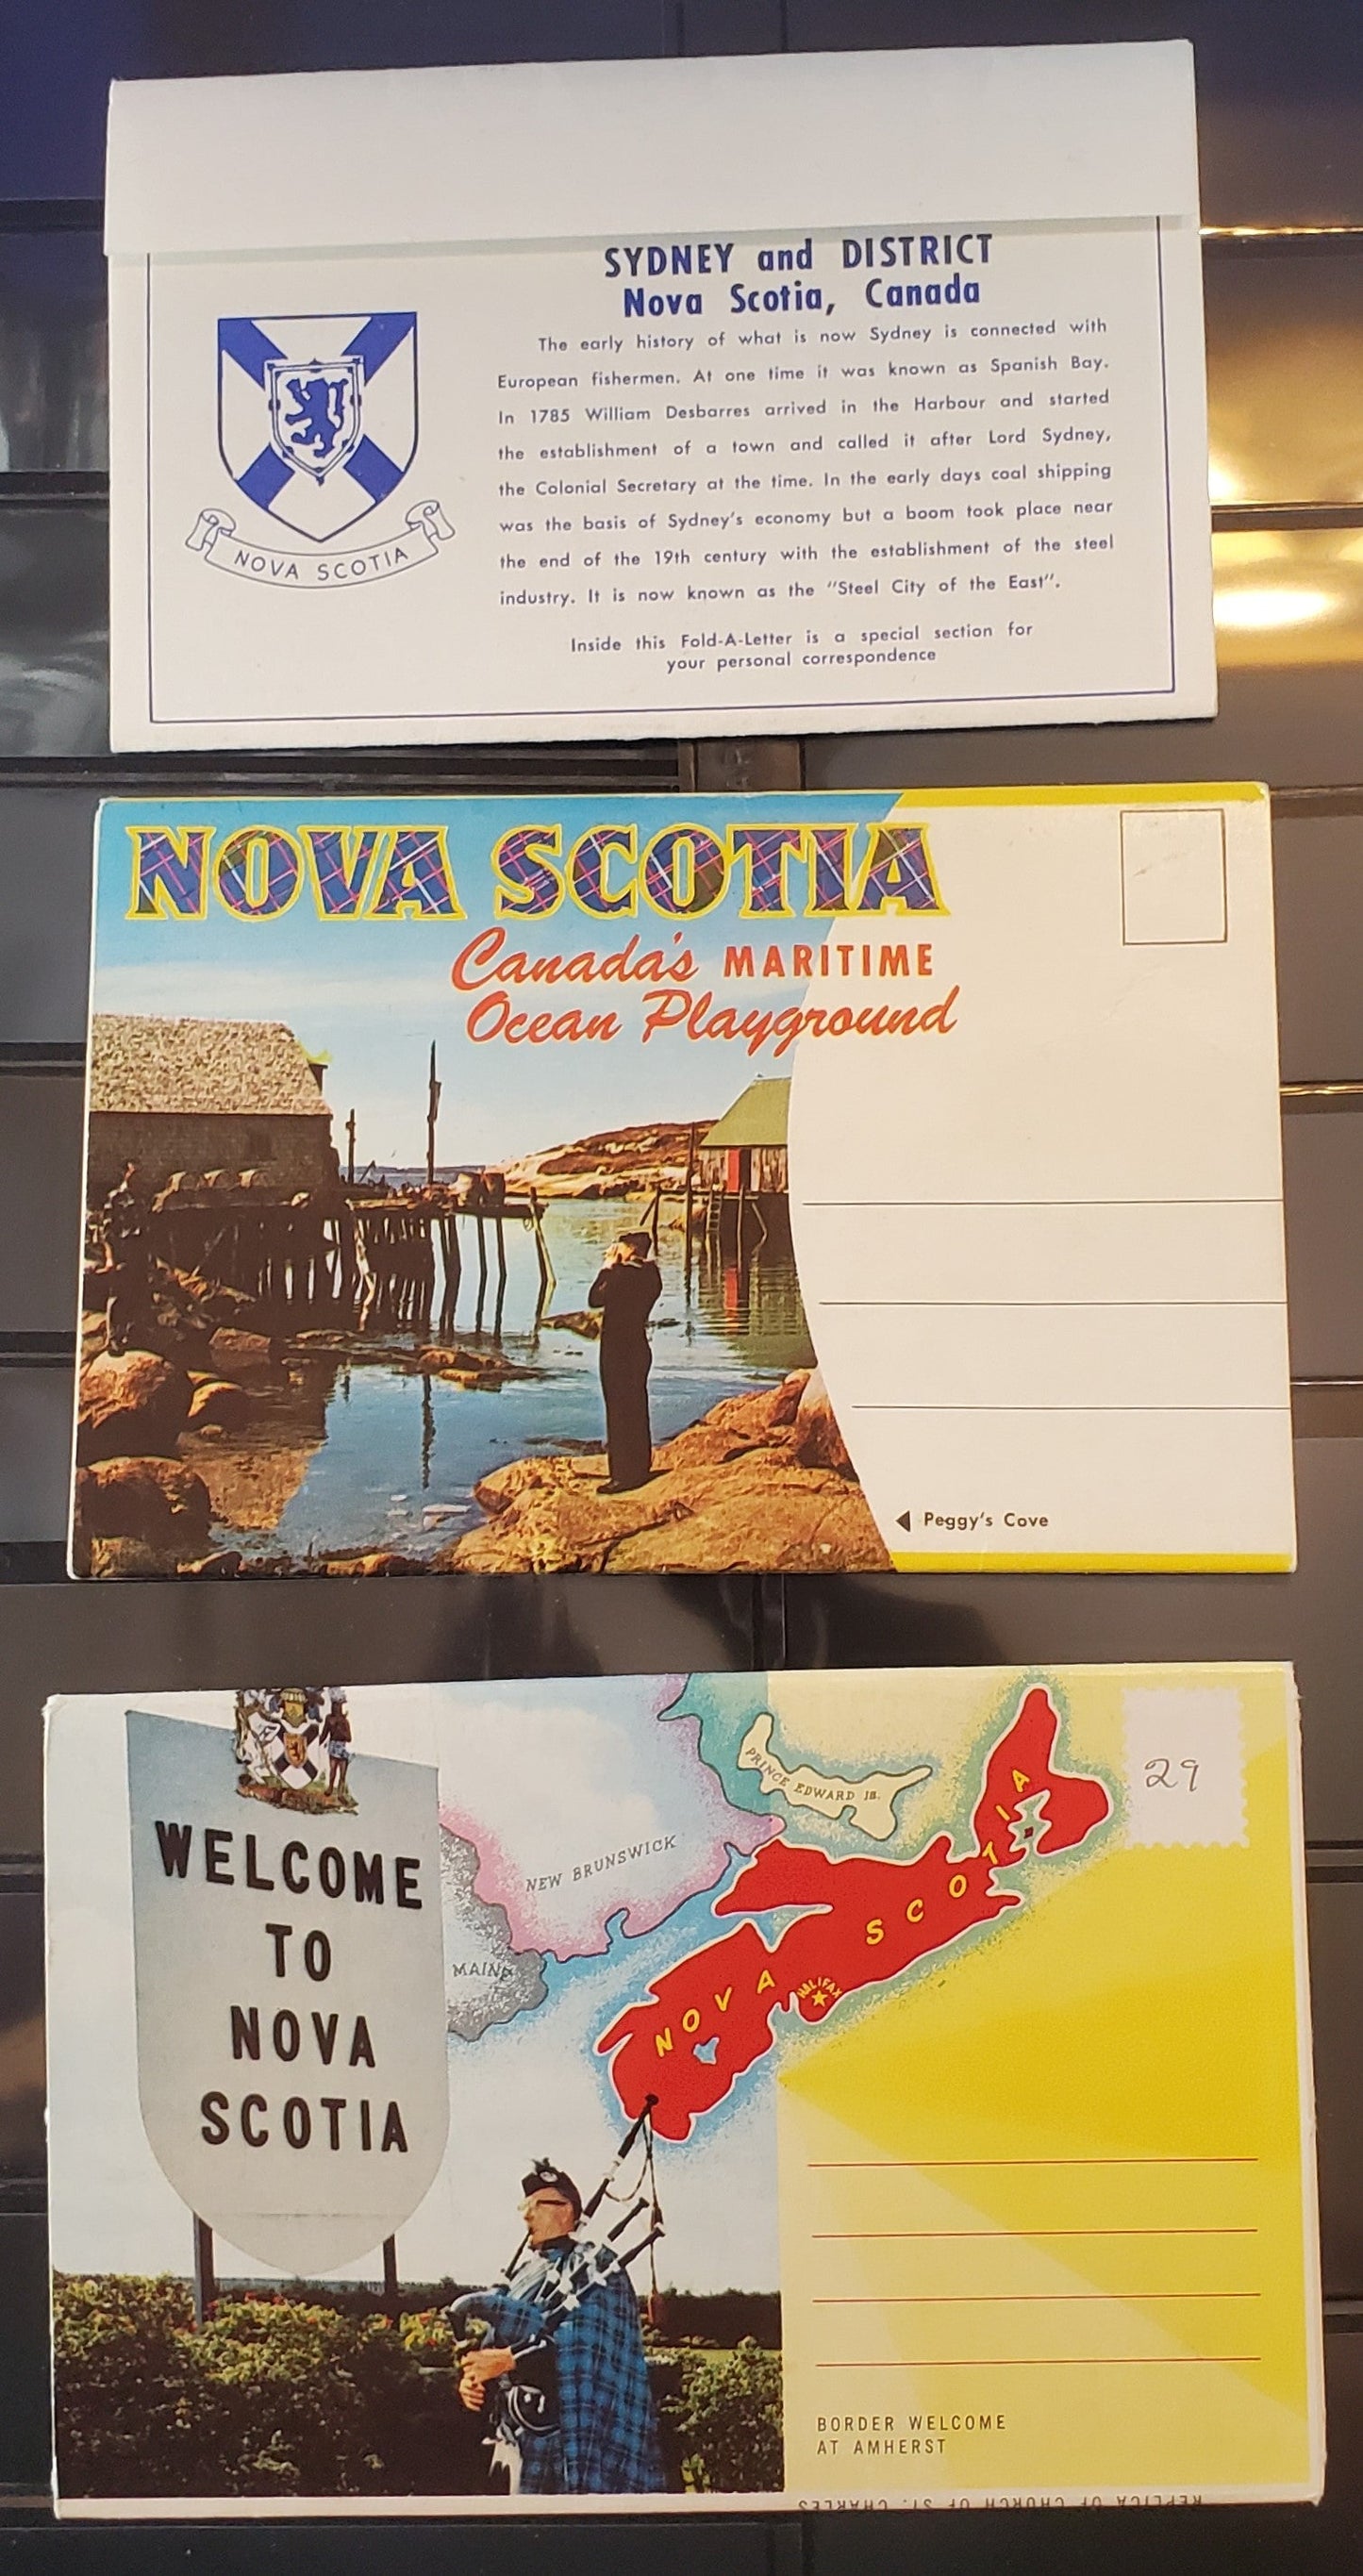 SYDNEY and DISTRICT
Nova Scotia, Canada
The early history of what is now Sydney is connected with
European fishermen. At one time it was known as Spanish Bay.
In 1785 William Desbarres arrived in the Harbour and started
the establishment of a town and called it after Lord Sydney,
the Colonial Secretary at the time. In the early days coal shipping
was the basis of Sydney's economy but a boom took place near
the end of the 19th century with the establishment of the steel
industry. It is now known as the "Steel City of the East".
Inside this Fold-A-Letter is a special section for
your personal correspondence
NOVA SCOTIA
NOVA SCOTIA
Canada's MARITIME
Ocean Playground
Peggy's Cove
WELCOME
TO
NOVA
SCOTIA
PRINCE EDWARD IS.
NEW BRUNSWICK
MAINE
NOVA SCOTIA
HALIFAX
29
BORDER WELCOME
AT AMHERST
REPLICA OF CHURCH OF ST. CHARLES